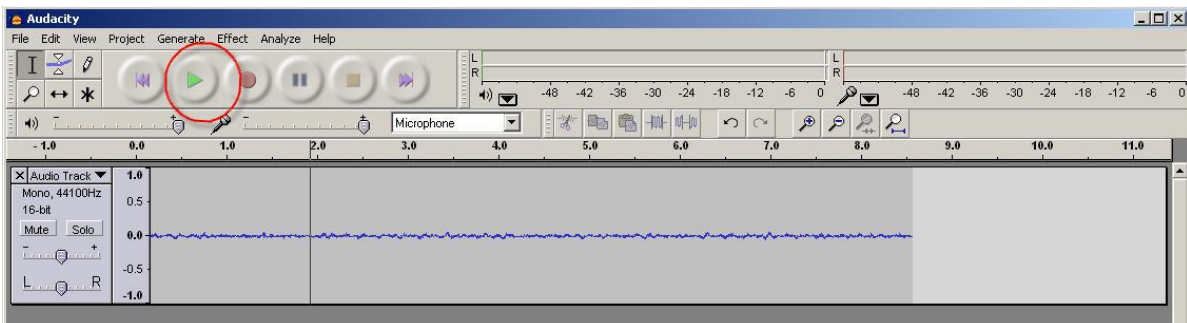 Audacity
File Edit View Project Generate Effect Analyze Help
L
R
-48 -42 -36 -30 -24 -18 -12 -6 0
L
R
-48 -42 -36 -30 -24 -18 -12 -6 0
- + - + Microphone
- 1.0 0.0 1.0 2.0 3.0 4.0 5.0 6.0 7.0 8.0 9.0 10.0 11.0
X Audio Track 1.0
Mono, 44100Hz
16-bit 0.5
Mute Solo
0.0
- +
-0.5
L R
-1.0